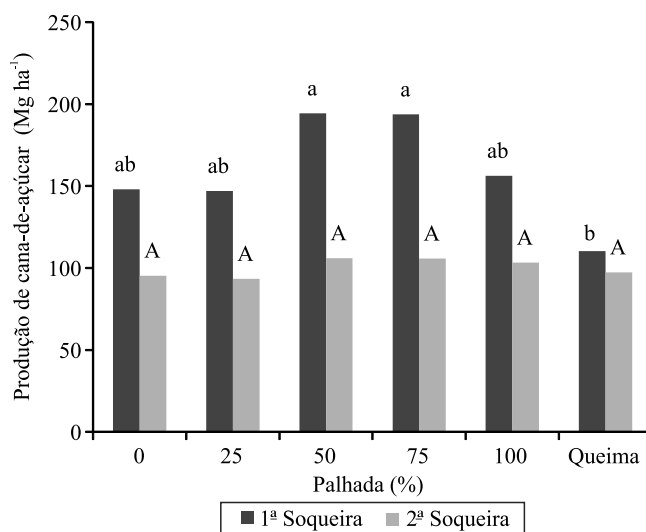 Produção de cana-de-açúcar (Mg ha⁻¹)
250
200
150
100
50
0
ab
ab
a
a
ab
b
A
A
A
A
A
A
0 25 50 75 100 Queima
Palhada (%)
1ª Soqueira 2ª Soqueira